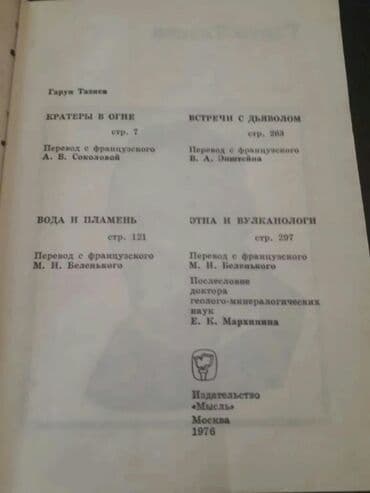 Гарун Тазиев
КРАТЕРЫ В ОГНЕ
стр. 7
Перевод с французского
А. В. Соколовой
ВСТРЕЧИ С ДЬЯВОЛОМ
стр. 263
Перевод с французского
В. А. Эпштейна
ВОДА И ПЛАМЕНЬ
стр. 121
Перевод с французского
М. Н. Беленького
ЭТНА И ВУЛКАНОЛОГИ
стр. 297
Перевод с французского
М. Н. Беленького
Послесловие
доктора
геолого-минералогических
наук
Е. К. Мархинина
Издательство
«Мысль»
Москва
1976